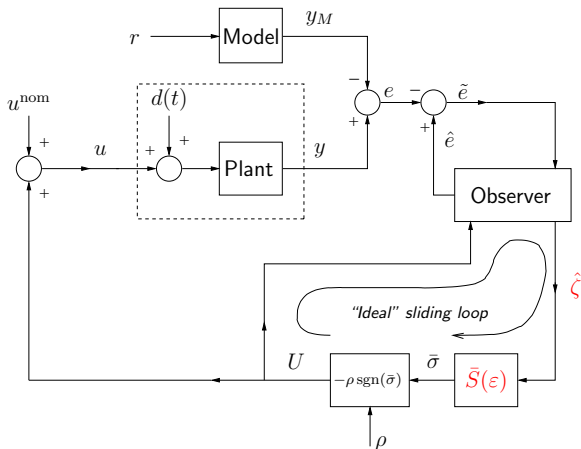 r
Model
y_M
u^nom
d(t)
−
e
−
ẽ
+
+
ê
+
+
u
+
+
Plant
y
Observer
“Ideal” sliding loop
ζ̂
U
−ρ sgn(σ̄)
σ̄
S̄(ε)
ρ